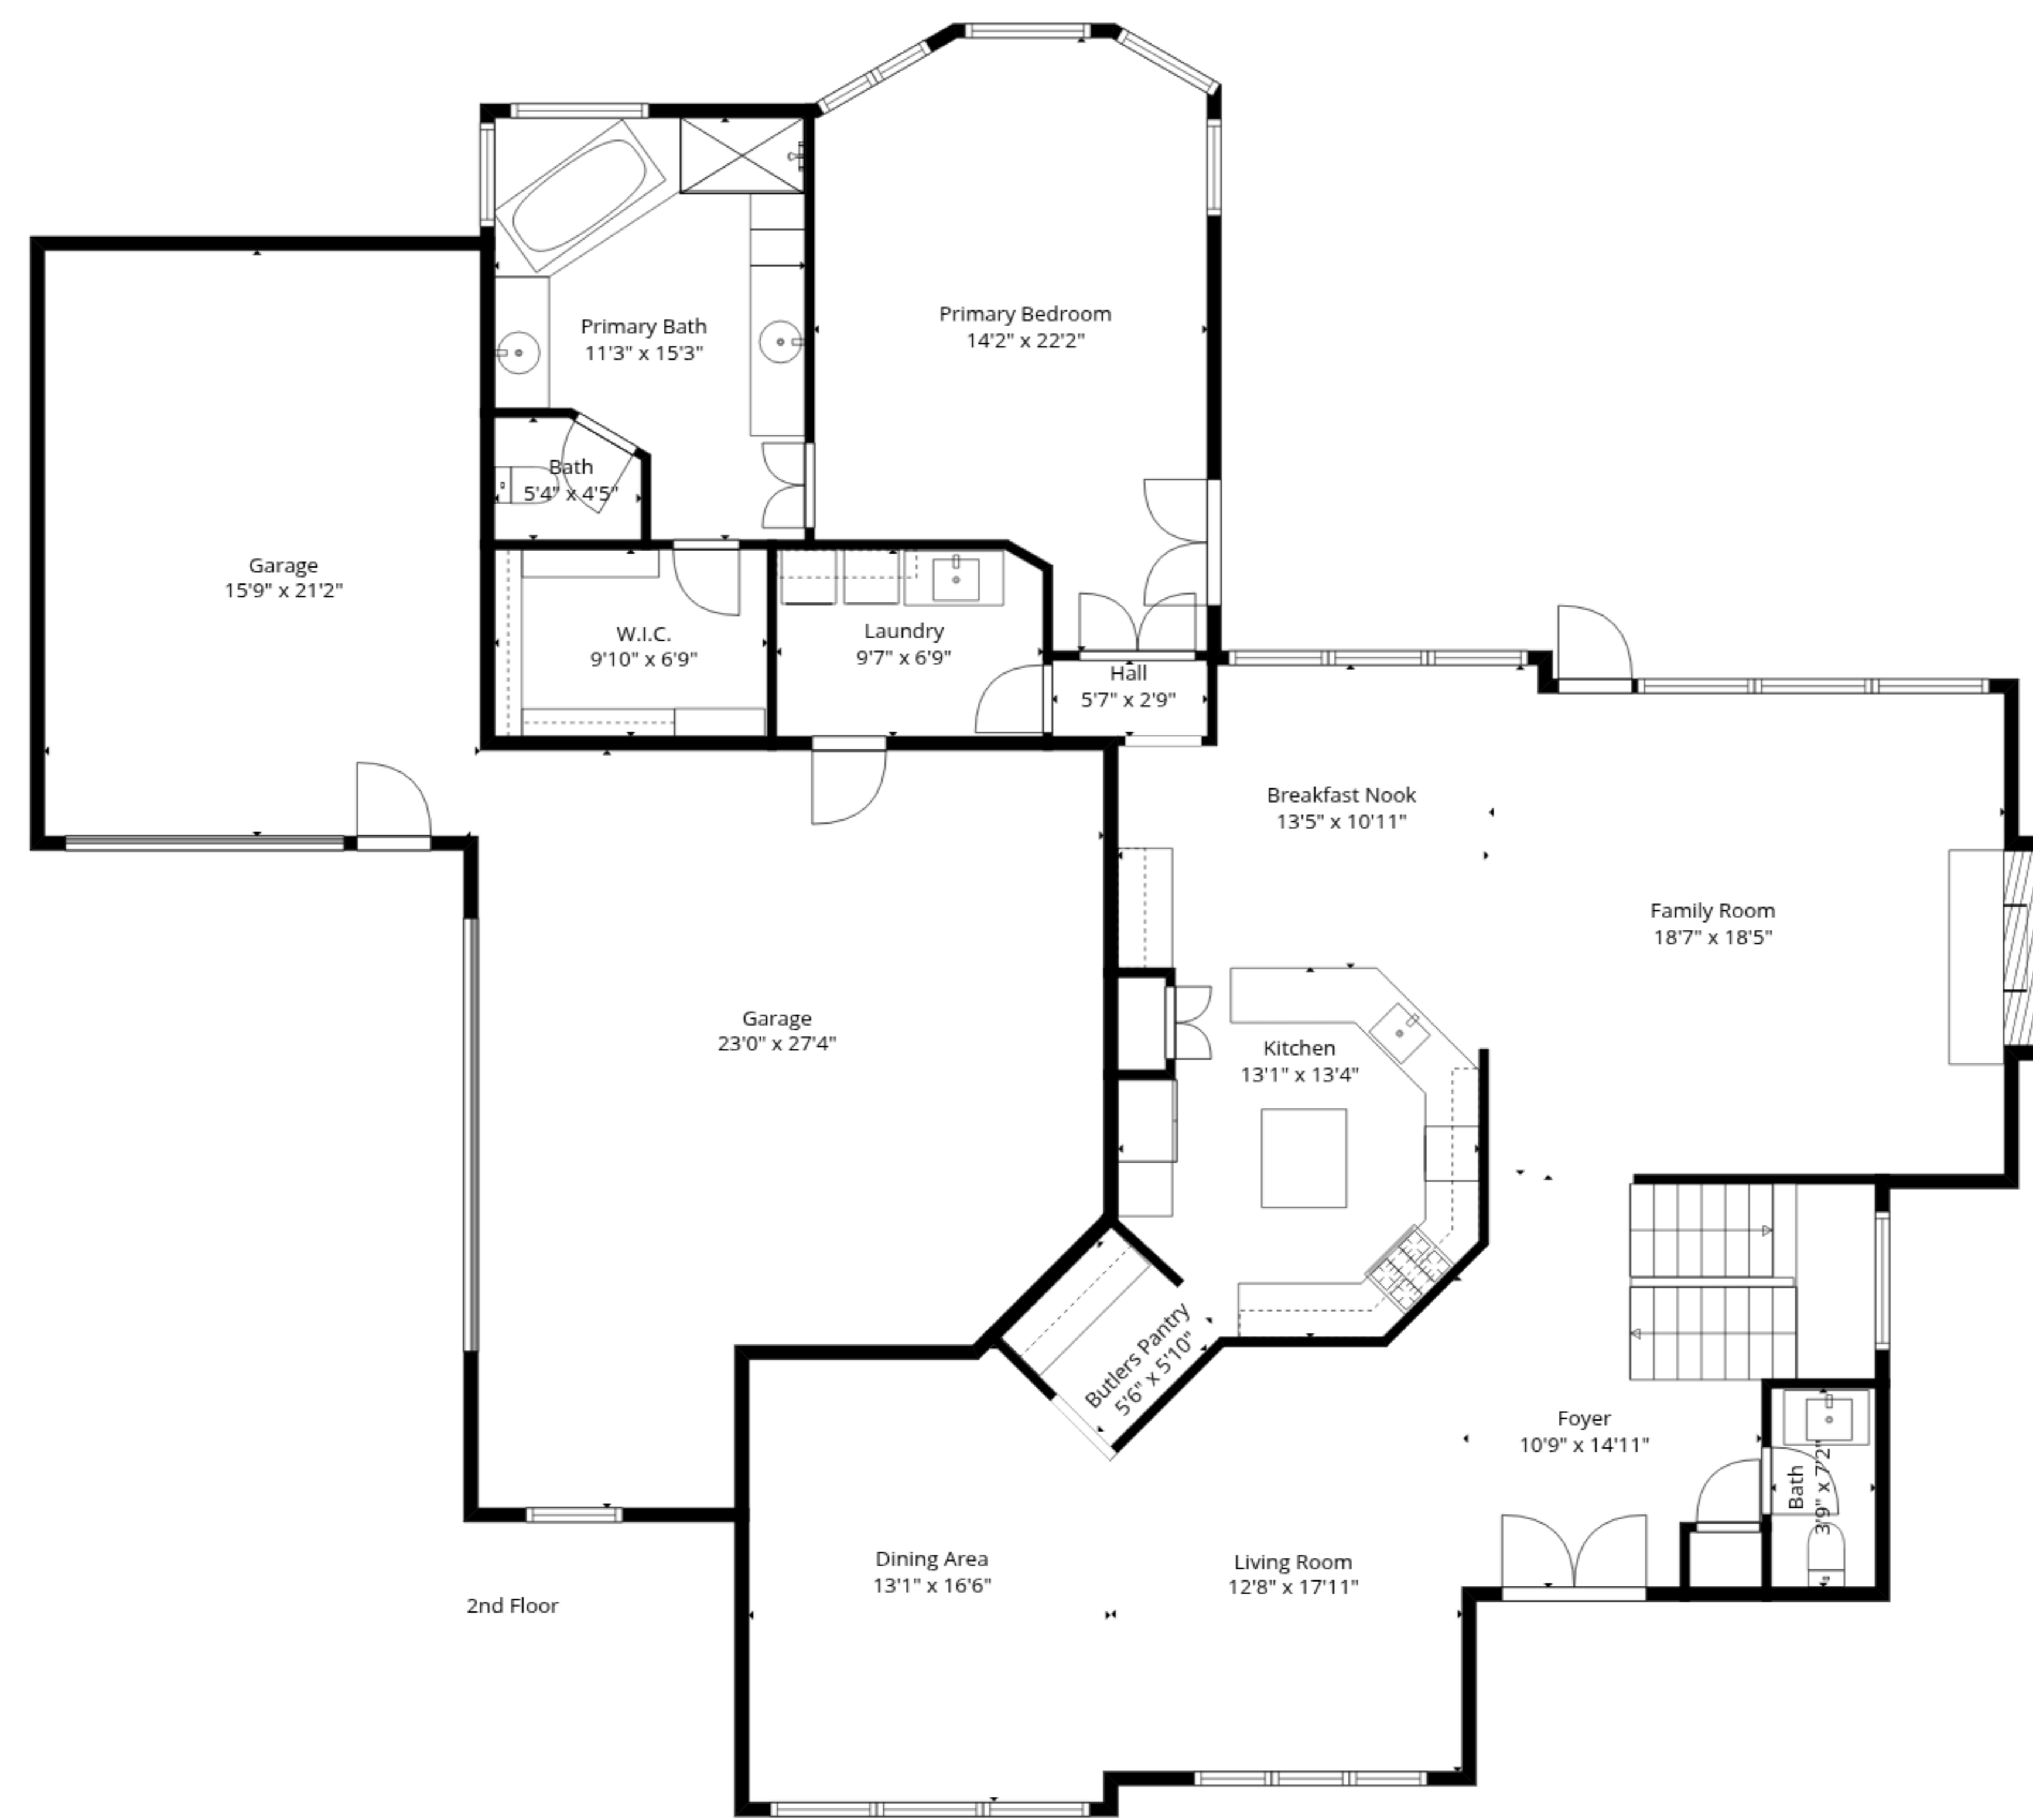 Primary Bedroom
14'2" x 22'2"
Primary Bath
11'3" x 15'3"
Bath
5'4" x 4'5"
Garage
15'9" x 21'2"
W.I.C.
9'10" x 6'9"
Laundry
9'7" x 6'9"
Hall
5'7" x 2'9"
Breakfast Nook
13'5" x 10'11"
Family Room
18'7" x 18'5"
Garage
23'0" x 27'4"
Kitchen
13'1" x 13'4"
Butlers Pantry
5'6" x 5'10"
Foyer
10'9" x 14'11"
Bath
3'9" x 7'2"
Dining Area
13'1" x 16'6"
Living Room
12'8" x 17'11"
2nd Floor